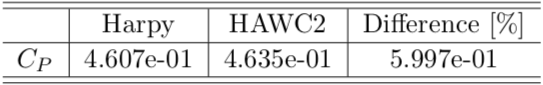 Harpy HAWC2 Difference [%]
C_P 4.607e-01 4.635e-01 5.997e-01